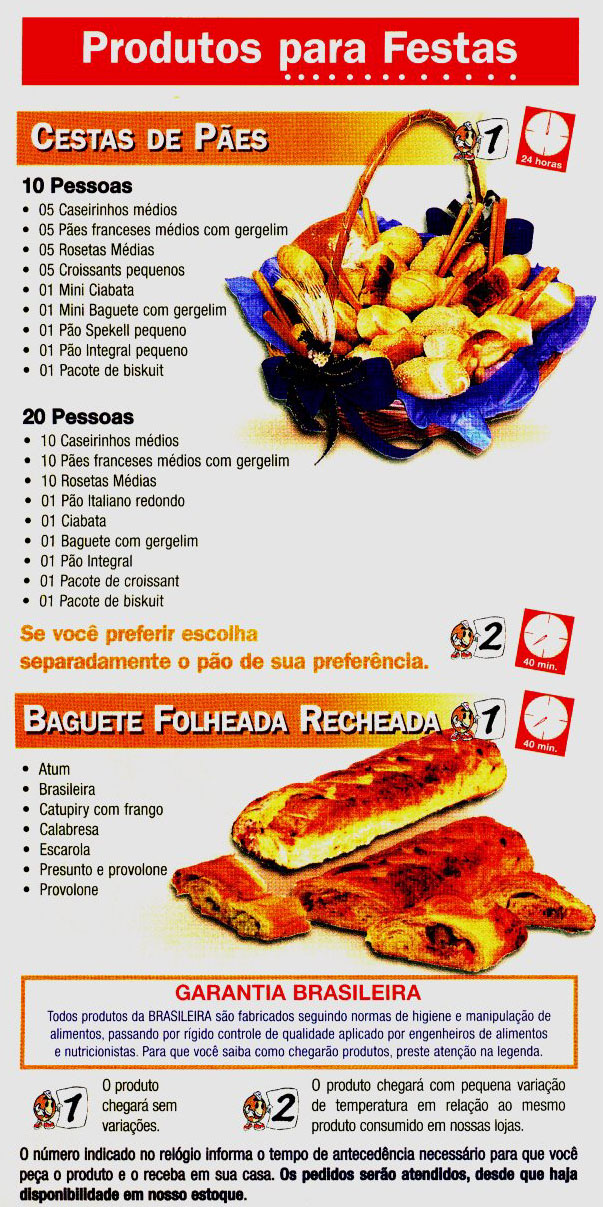 Produtos para Festas
CESTAS DE PÃES
1
24 horas
10 Pessoas
• 05 Caseirinhos médios
• 05 Pães franceses médios com gergelim
• 05 Rosetas Médias
• 05 Croissants pequenos
• 01 Mini Ciabata
• 01 Mini Baguete com gergelim
• 01 Pão Spekell pequeno
• 01 Pão Integral pequeno
• 01 Pacote de biskuit
20 Pessoas
• 10 Caseirinhos médios
• 10 Pães franceses médios com gergelim
• 10 Rosetas Médias
• 01 Pão Italiano redondo
• 01 Ciabata
• 01 Baguete com gergelim
• 01 Pão Integral
• 01 Pacote de croissant
• 01 Pacote de biskuit
Se você preferir escolha
separadamente o pão de sua preferência.
2
40 min.
BAGUETE FOLHEADA RECHEADA
1
40 min.
• Atum
• Brasileira
• Catupiry com frango
• Calabresa
• Escarola
• Presunto e provolone
• Provolone
GARANTIA BRASILEIRA
Todos produtos da BRASILEIRA são fabricados seguindo normas de higiene e manipulação de
alimentos, passando por rígido controle de qualidade aplicado por engenheiros de alimentos
e nutricionistas. Para que você saiba como chegarão produtos, preste atenção na legenda.
1
O produto
chegará sem
variações.
2
O produto chegará com pequena variação
de temperatura em relação ao mesmo
produto consumido em nossas lojas.
O número indicado no relógio informa o tempo de antecedência necessário para que você
peça o produto e o receba em sua casa. Os pedidos serão atendidos, desde que haja
disponibilidade em nosso estoque.